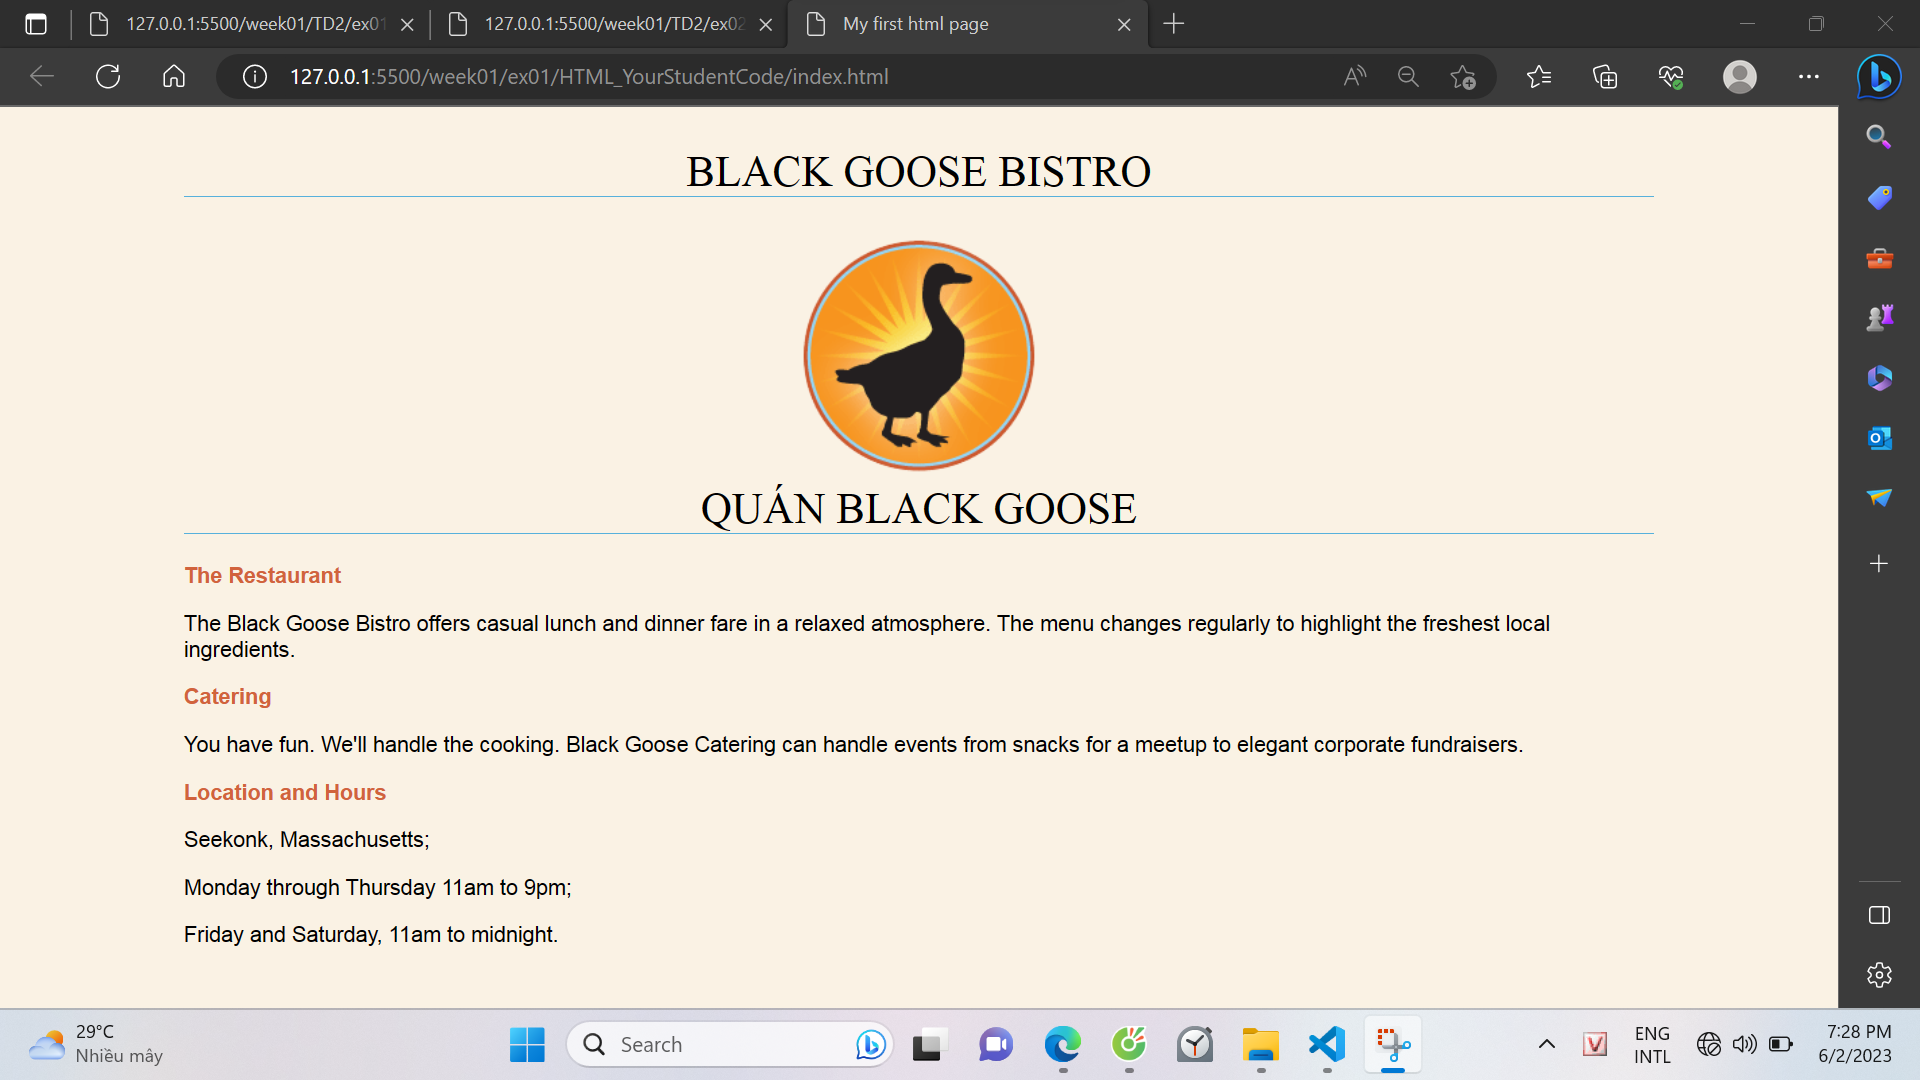 127.0.0.1:5500/week01/TD2/ex01
127.0.0.1:5500/week01/TD2/ex02
My first html page
127.0.0.1:5500/week01/ex01/HTML_YourStudentCode/index.html
BLACK GOOSE BISTRO
QUÁN BLACK GOOSE
The Restaurant
The Black Goose Bistro offers casual lunch and dinner fare in a relaxed atmosphere. The menu changes regularly to highlight the freshest local
ingredients.
Catering
You have fun. We'll handle the cooking. Black Goose Catering can handle events from snacks for a meetup to elegant corporate fundraisers.
Location and Hours
Seekonk, Massachusetts;
Monday through Thursday 11am to 9pm;
Friday and Saturday, 11am to midnight.
29°C
Nhiều mây
Search
ENG
INTL
7:28 PM
6/2/2023